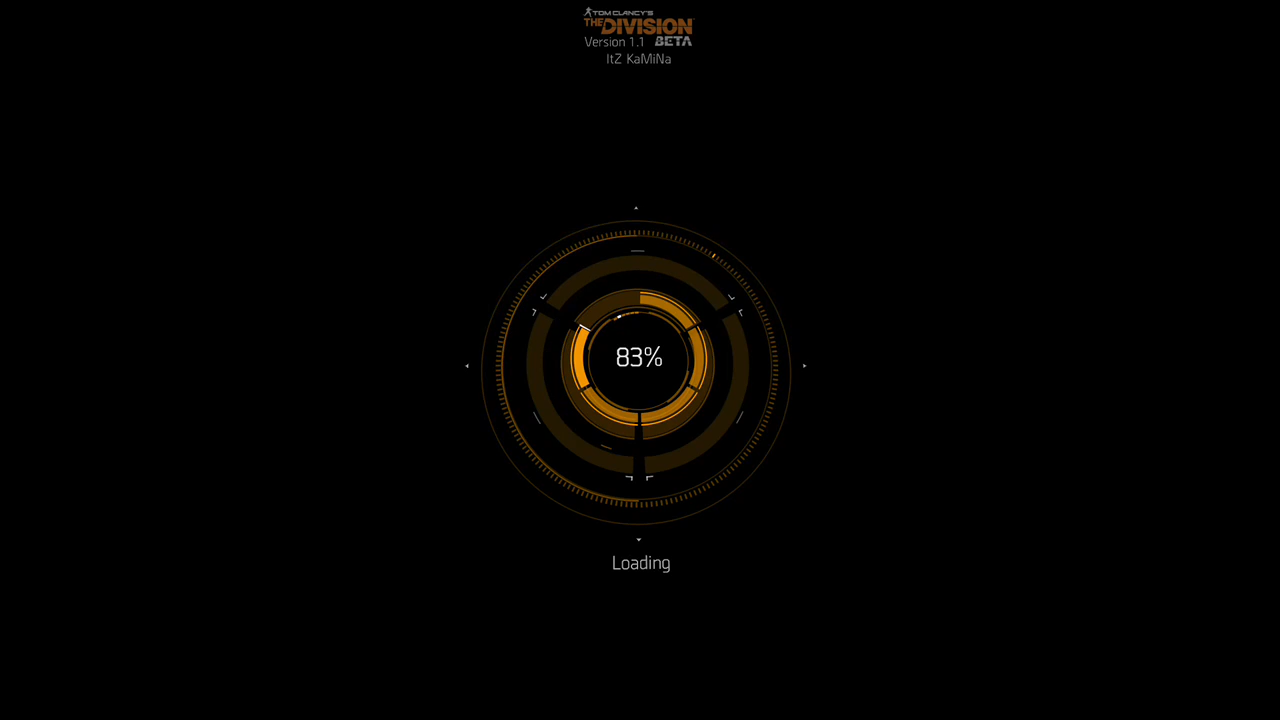 TOM CLANCY'S
THE DIVISION
Version 1.1 BETA
ItZ KaMiNa
83%
Loading